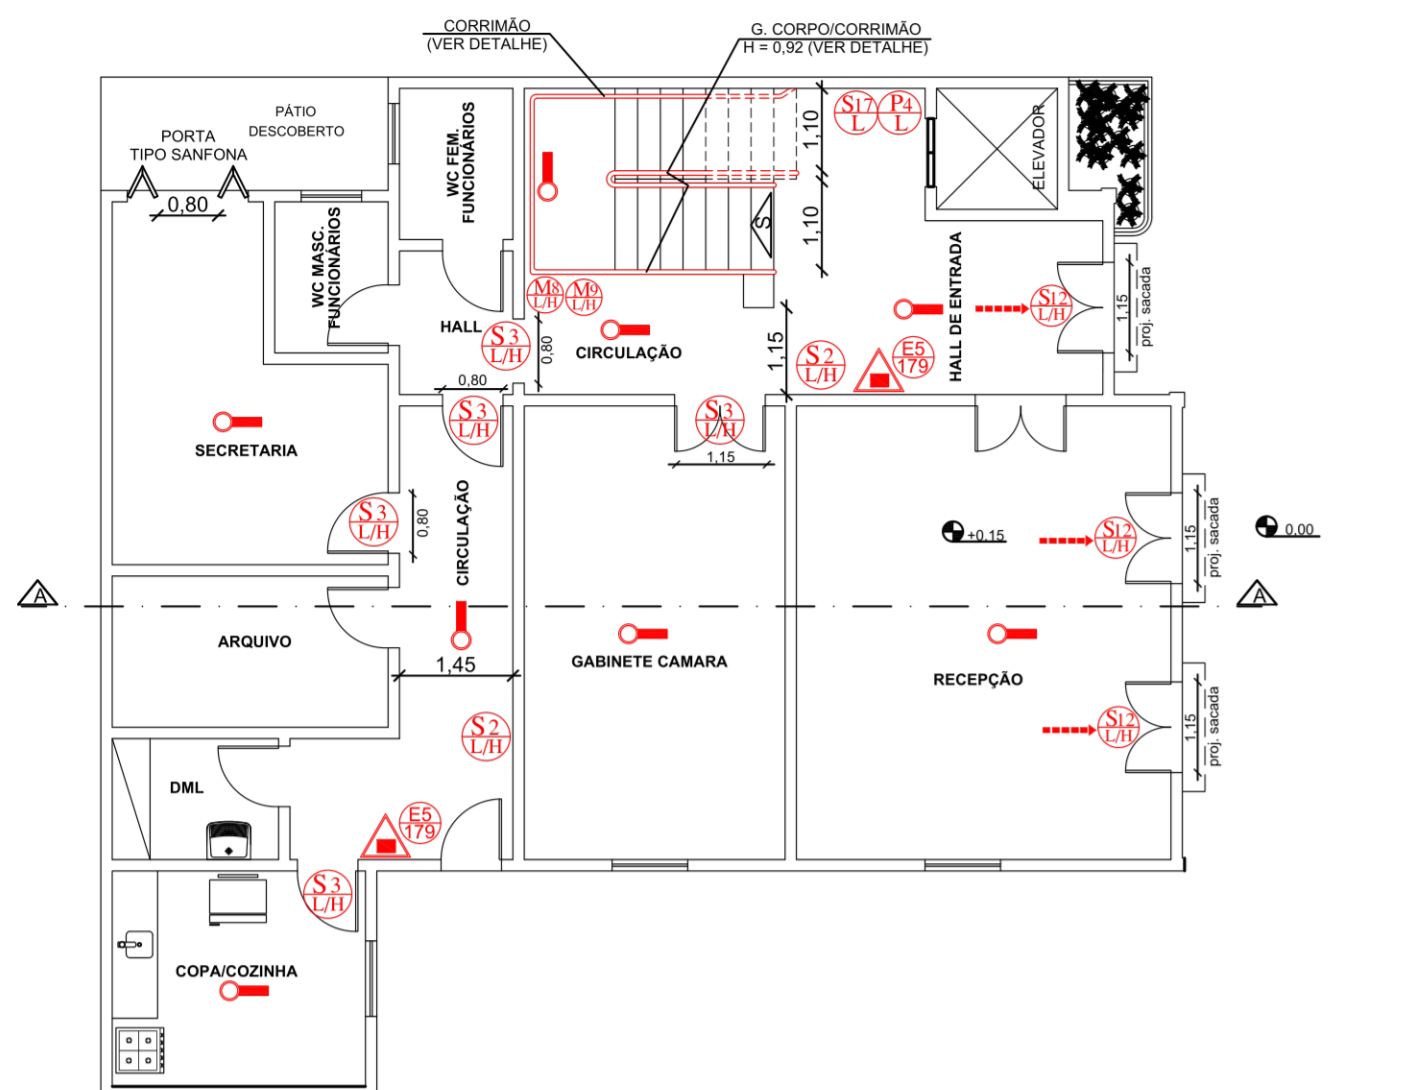 CORRIMÃO
(VER DETALHE)
G. CORPO/CORRIMÃO
H = 0,92 (VER DETALHE)
PÁTIO
DESCOBERTO
PORTA
TIPO SANFONA
0,80
WC FEM.
FUNCIONÁRIOS
WC MASC.
FUNCIONÁRIOS
1,10
1,10
S17
L
P4
L
ELEVADOR
S
M8
L/H
M9
L/H
HALL
S3
L/H
0,80
0,80
CIRCULAÇÃO
1,15
S2
L/H
E5
179
HALL DE ENTRADA
S12
L/H
1,15
proj. sacada
SECRETARIA
S3
L/H
S3
L/H
1,15
S3
L/H
0,80
CIRCULAÇÃO
+0,15
S12
L/H
1,15
proj. sacada
0,00
A
A
ARQUIVO
1,45
GABINETE CAMARA
RECEPÇÃO
S2
L/H
S12
L/H
1,15
proj. sacada
DML
E5
179
S3
L/H
COPA/COZINHA